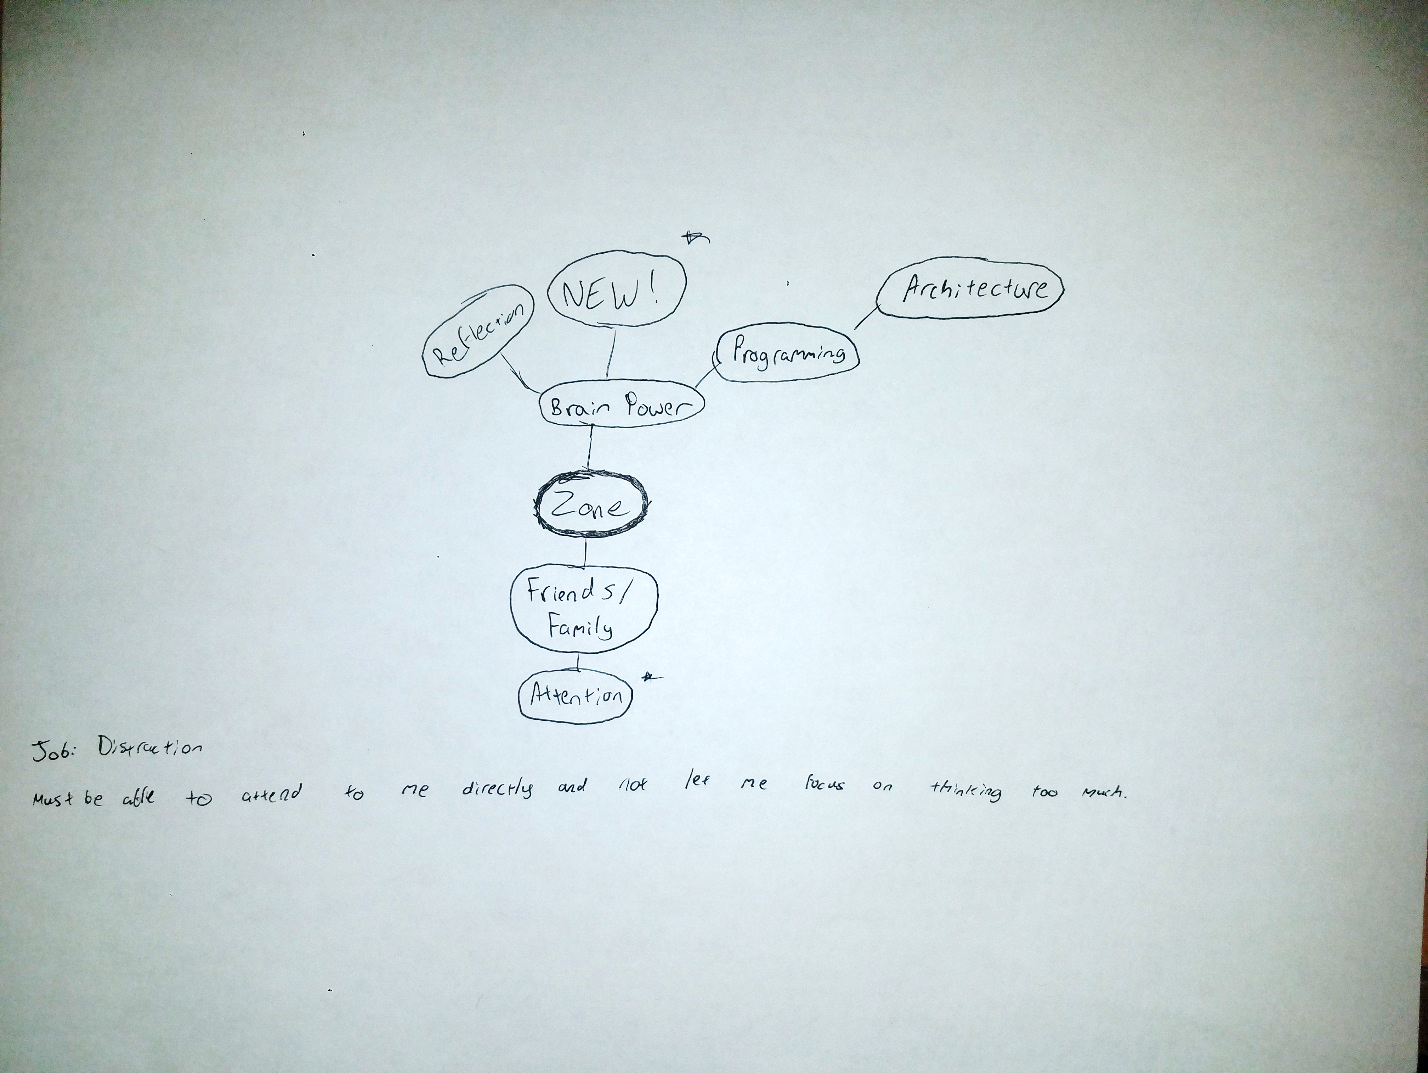 NEW!
Reflection
Architecture
Programming
Brain Power
Zone
Friends/
Family
Attention
Job: Distraction
Must be able to attend to me directly and not let me focus on thinking too much.